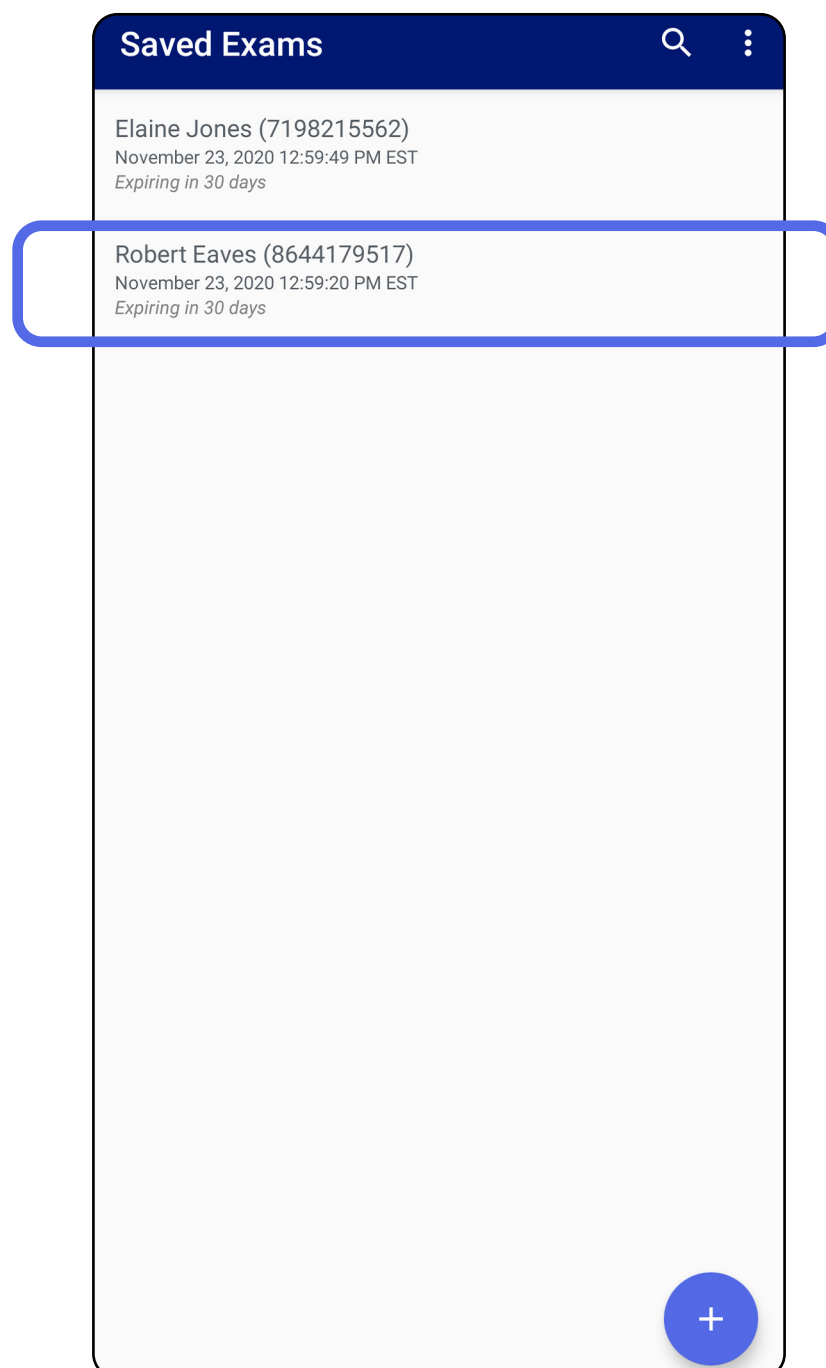 Saved Exams
Elaine Jones (7198215562)
November 23, 2020 12:59:49 PM EST
Expiring in 30 days
Robert Eaves (8644179517)
November 23, 2020 12:59:20 PM EST
Expiring in 30 days